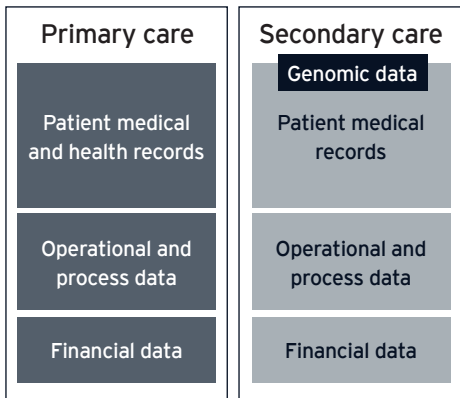 Primary care
Patient medical
and health records
Operational and
process data
Financial data
Secondary care
Genomic data
Patient medical
records
Operational and
process data
Financial data